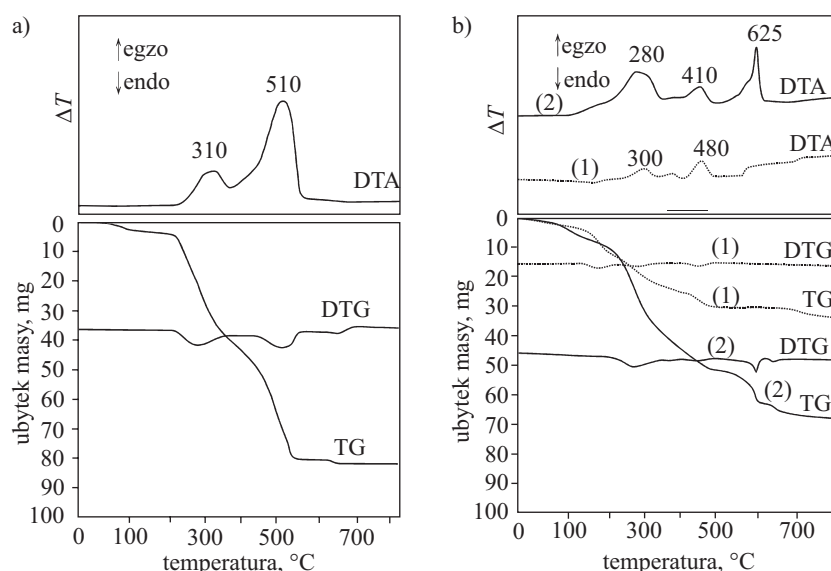 a)
↑egzo
↓endo
310
510
DTA
ΔT
0
10
20
30
40
50
60
70
80
90
100
ubytek masy, mg
DTG
TG
100
300
500
700
temperatura, °C
b)
↑egzo
↓endo
280
410
625
(2)
DTA
DTA
(1)
300
480
ΔT
0
10
20
30
40
50
60
70
80
90
100
ubytek masy, mg
(1)
DTG
(1)
TG
DTG
(2)
(2)
TG
0
100
300
500
700
temperatura, °C